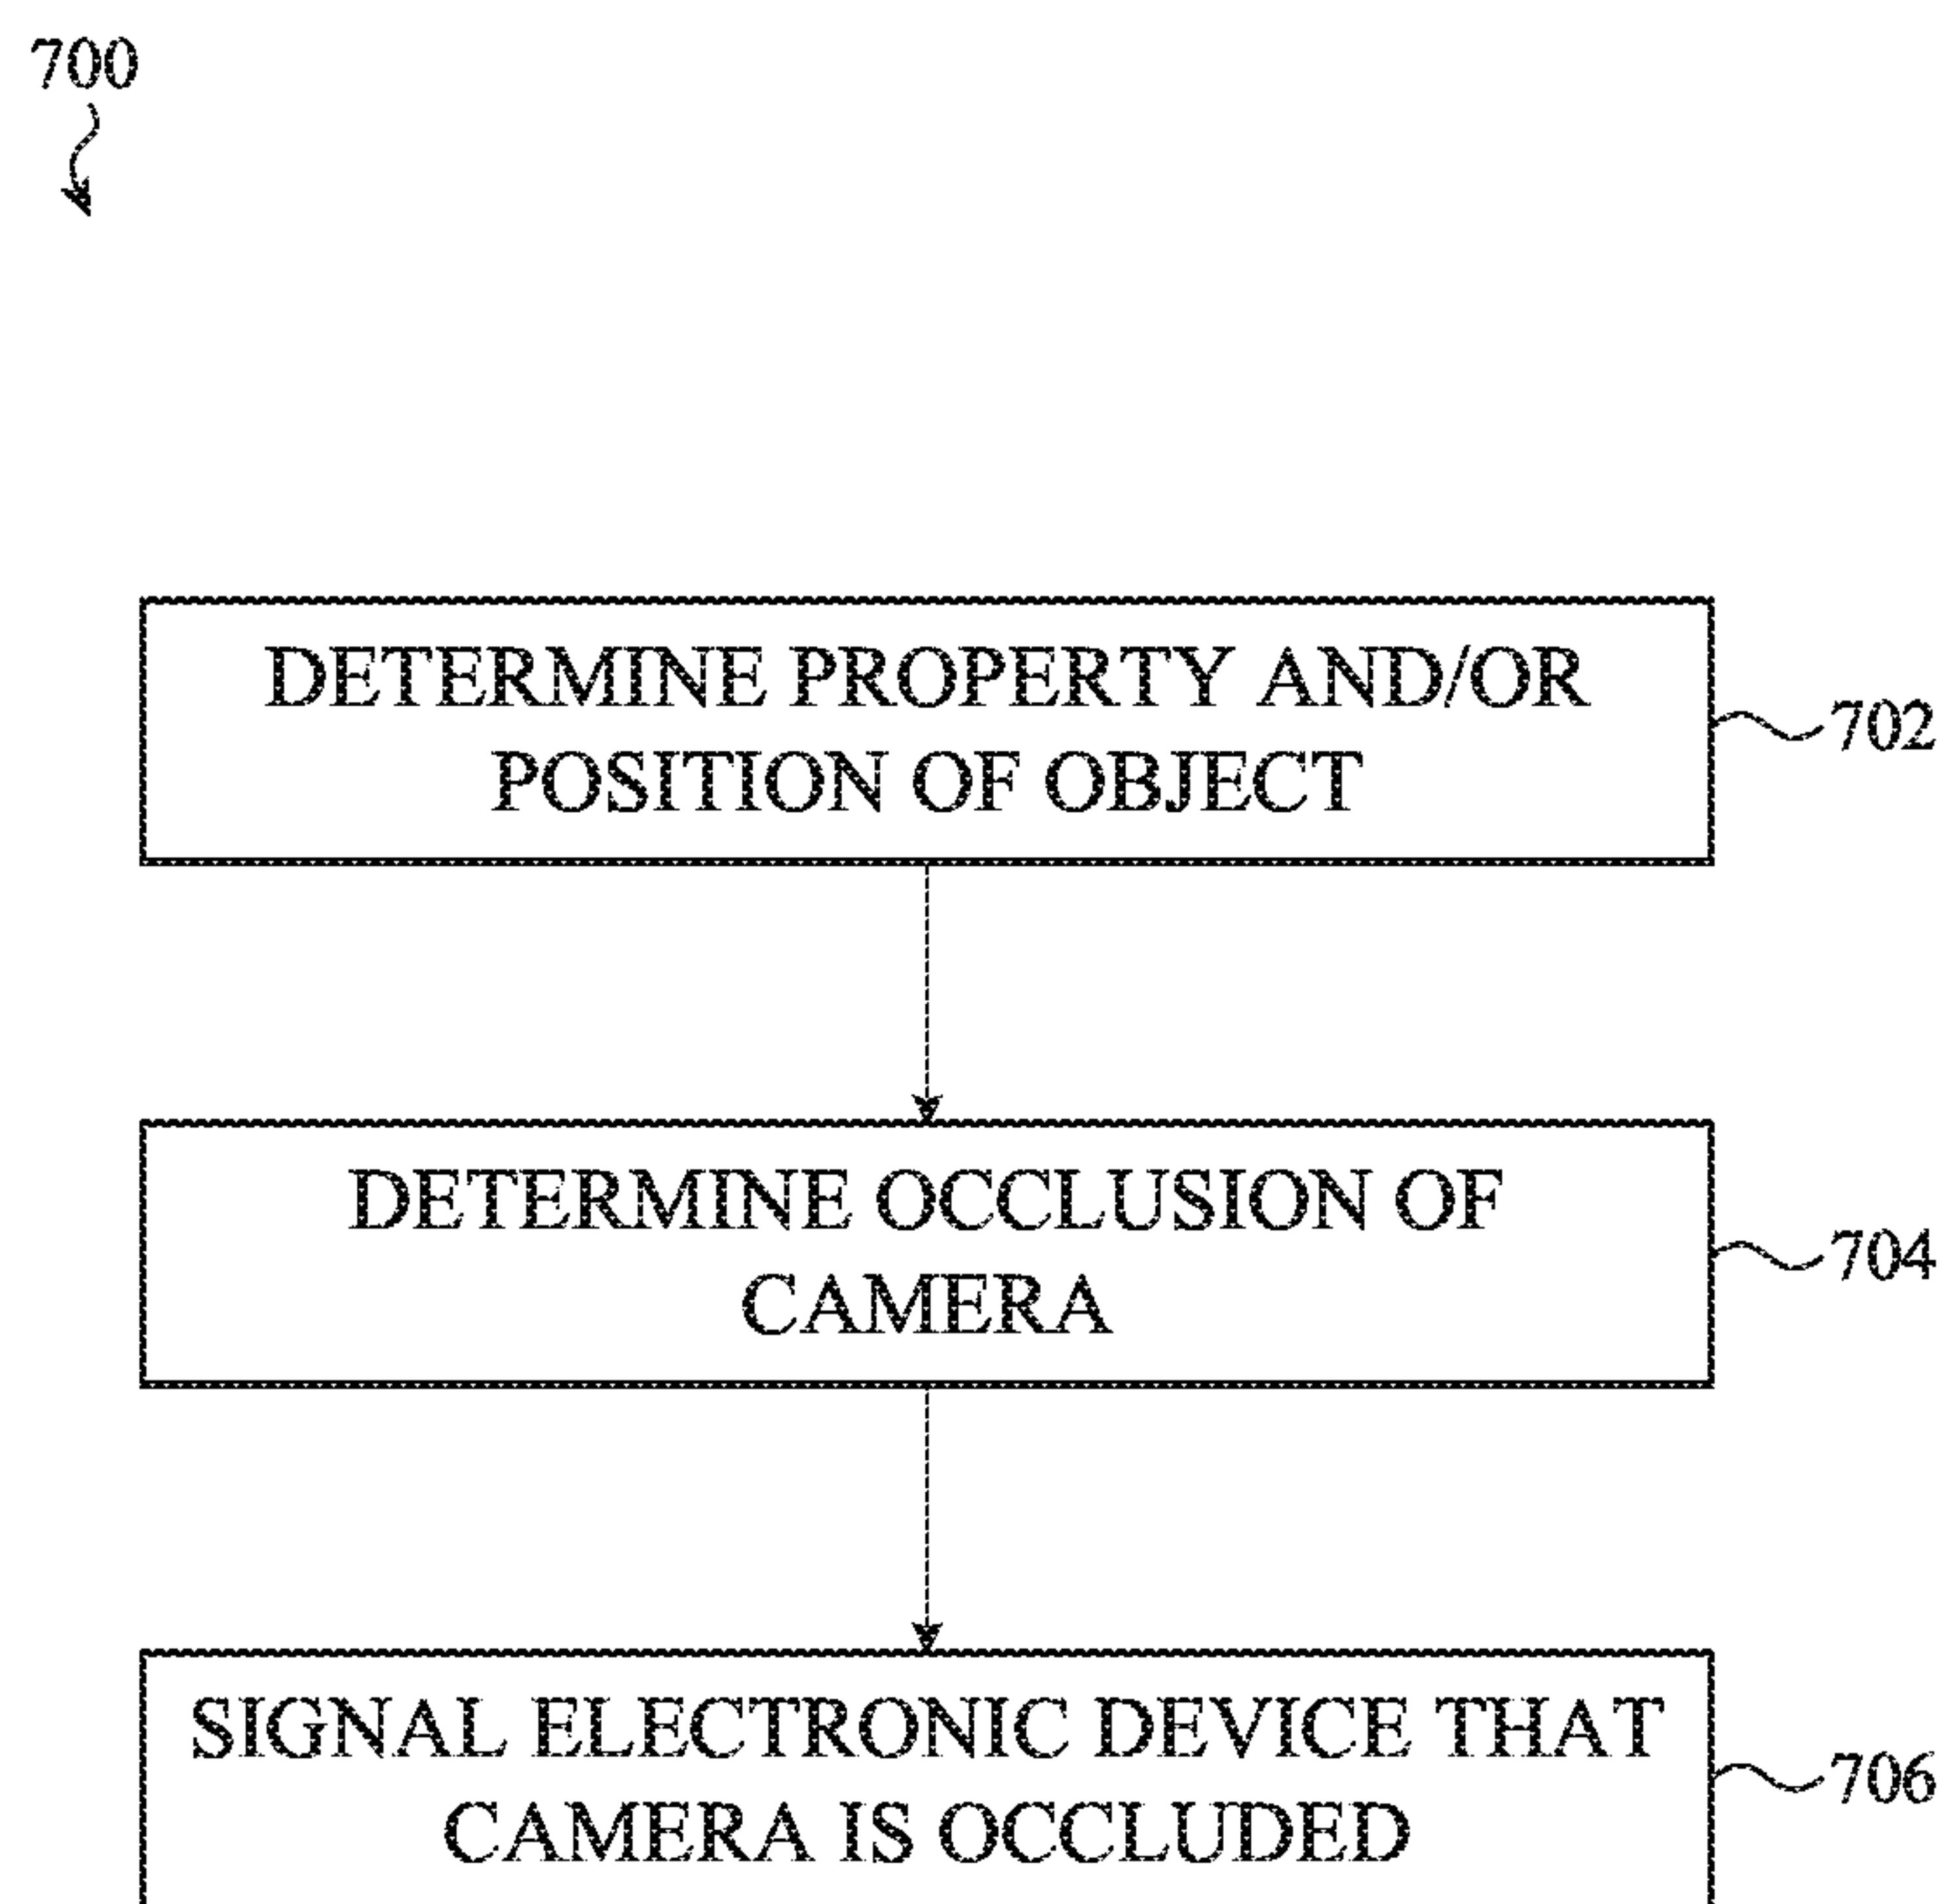 700
DETERMINE PROPERTY AND/OR
POSITION OF OBJECT
702
DETERMINE OCCLUSION OF
CAMERA
704
SIGNAL ELECTRONIC DEVICE THAT
CAMERA IS OCCLUDED
706